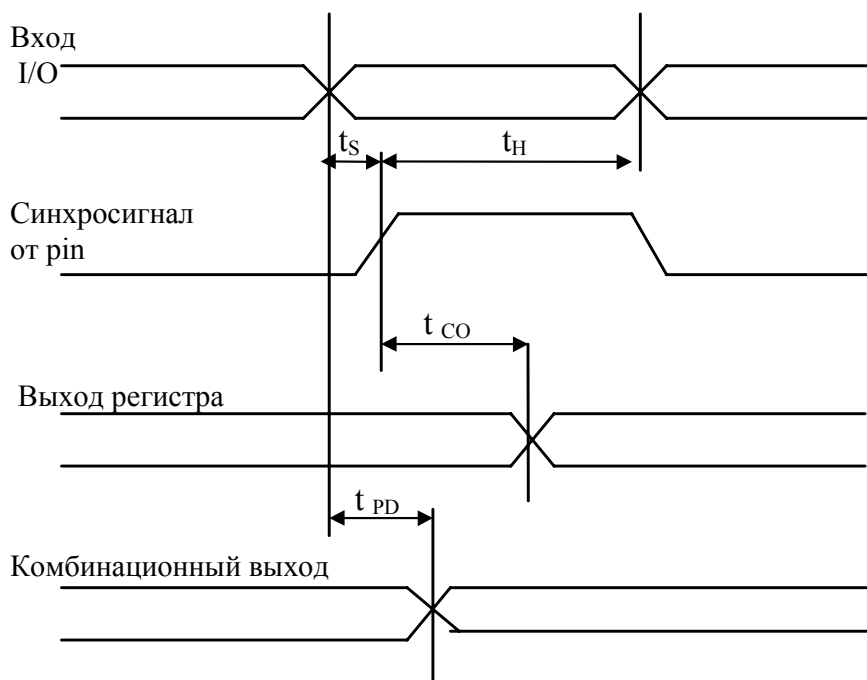 Вход
I/O
tS
tH
Синхросигнал
от pin
t CO
Выход регистра
t PD
Комбинационный выход